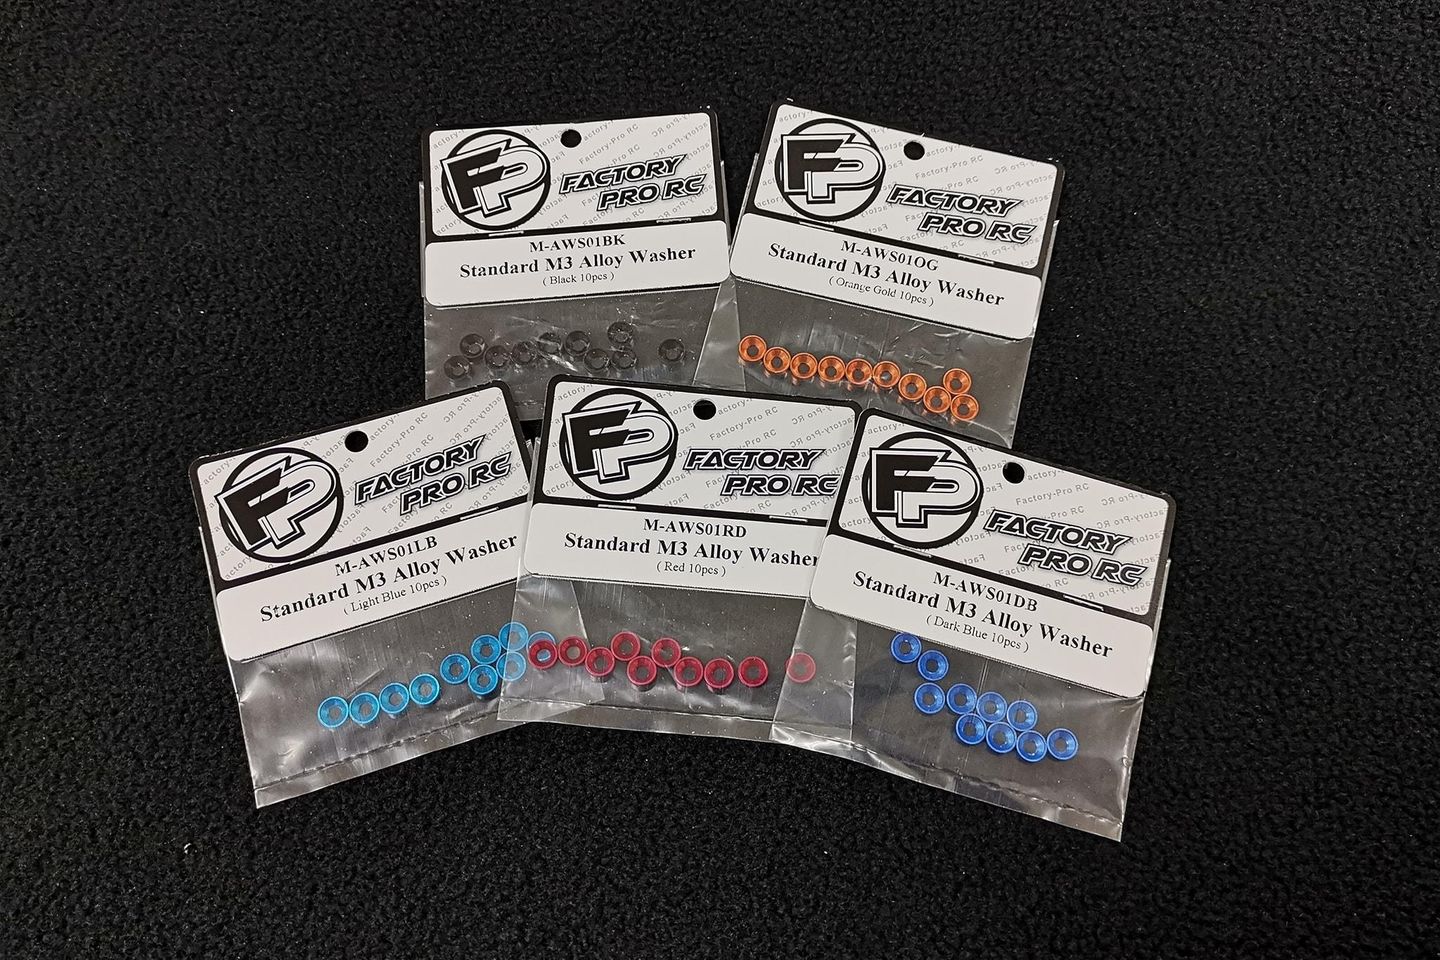 FP
FACTORY
PRO RC
M-AWS01BK
Standard M3 Alloy Washer
( Black 10pcs )
FP
FACTORY
PRO RC
M-AWS01OG
Standard M3 Alloy Washer
( Orange Gold 10pcs )
FP
FACTORY
PRO RC
M-AWS01LB
Standard M3 Alloy Washer
( Light Blue 10pcs )
FP
FACTORY
PRO RC
M-AWS01RD
Standard M3 Alloy Washer
( Red 10pcs )
FP
FACTORY
PRO RC
M-AWS01DB
Standard M3 Alloy Washer
( Dark Blue 10pcs )